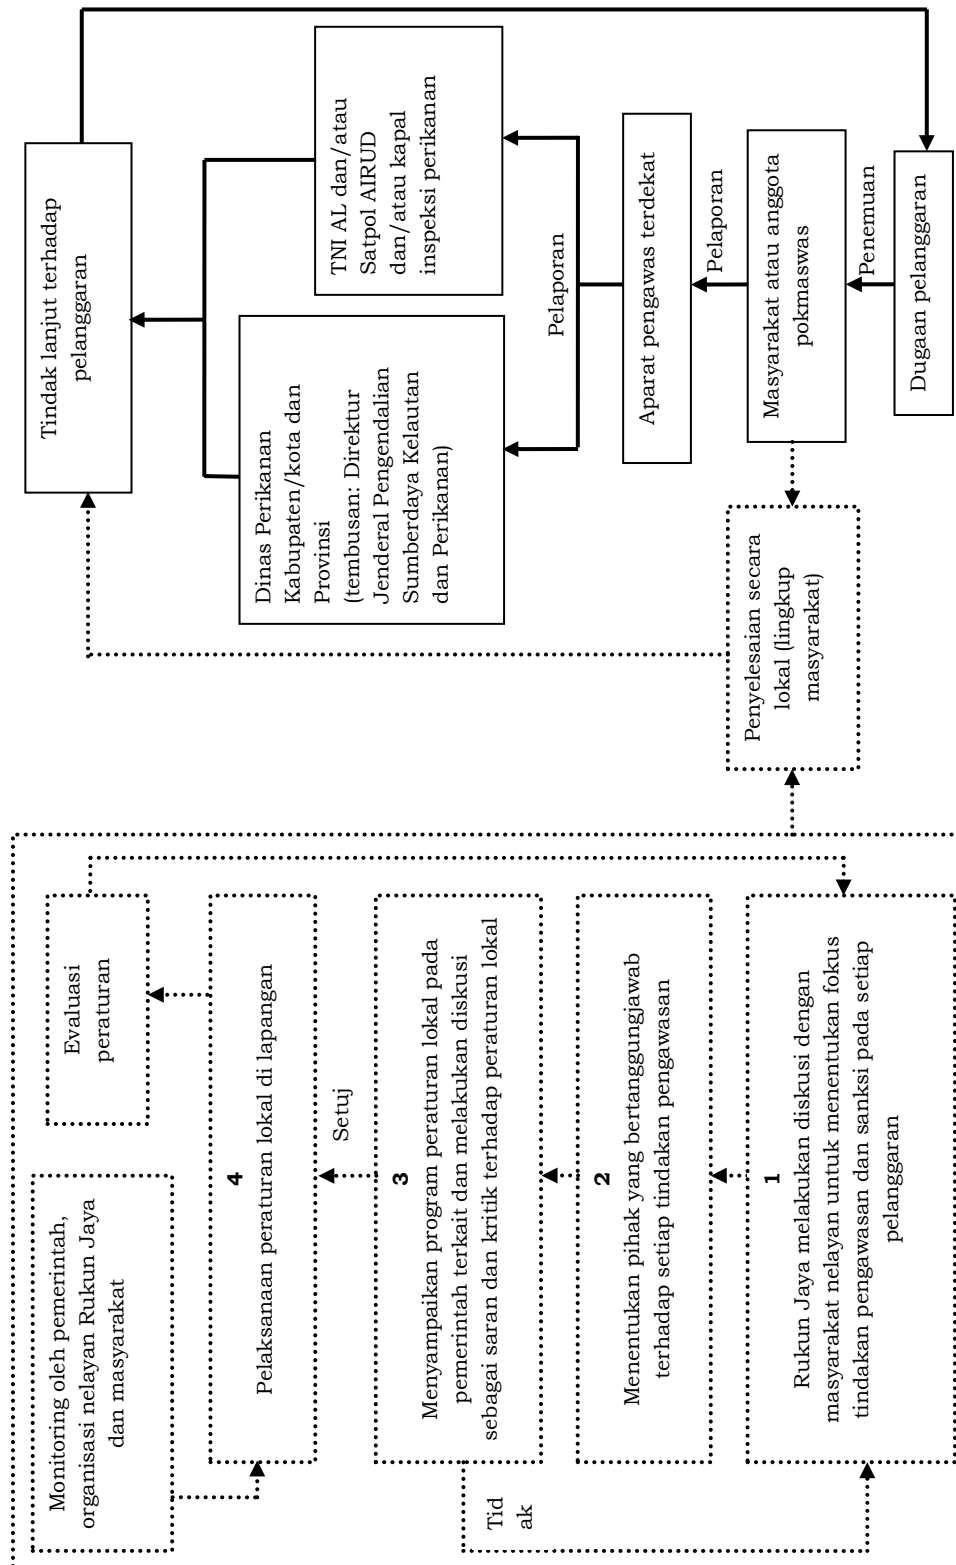 Monitoring oleh pemerintah,
organisasi nelayan Rukun Jaya
dan masyarakat
Evaluasi
peraturan
4
Pelaksanaan peraturan lokal di lapangan
Setuj
3
Menyampaikan program peraturan lokal pada
pemerintah terkait dan melakukan diskusi
sebagai saran dan kritik terhadap peraturan lokal
Tid
ak
2
Menentukan pihak yang bertanggungjawab
terhadap setiap tindakan pengawasan
1
Rukun Jaya melakukan diskusi dengan
masyarakat nelayan untuk menentukan fokus
tindakan pengawasan dan sanksi pada setiap
pelanggaran
Penyelesaian secara
lokal (lingkup
masyarakat)
Tindak lanjut terhadap
pelanggaran
Dinas Perikanan
Kabupaten/kota dan
Provinsi
(tembusan: Direktur
Jenderal Pengendalian
Sumberdaya Kelautan
dan Perikanan)
TNI AL dan/atau
Satpol AIRUD
dan/atau kapal
inspeksi perikanan
Pelaporan
Aparat pengawas terdekat
Pelaporan
Masyarakat atau anggota
pokmaswas
Penemuan
Dugaan pelanggaran